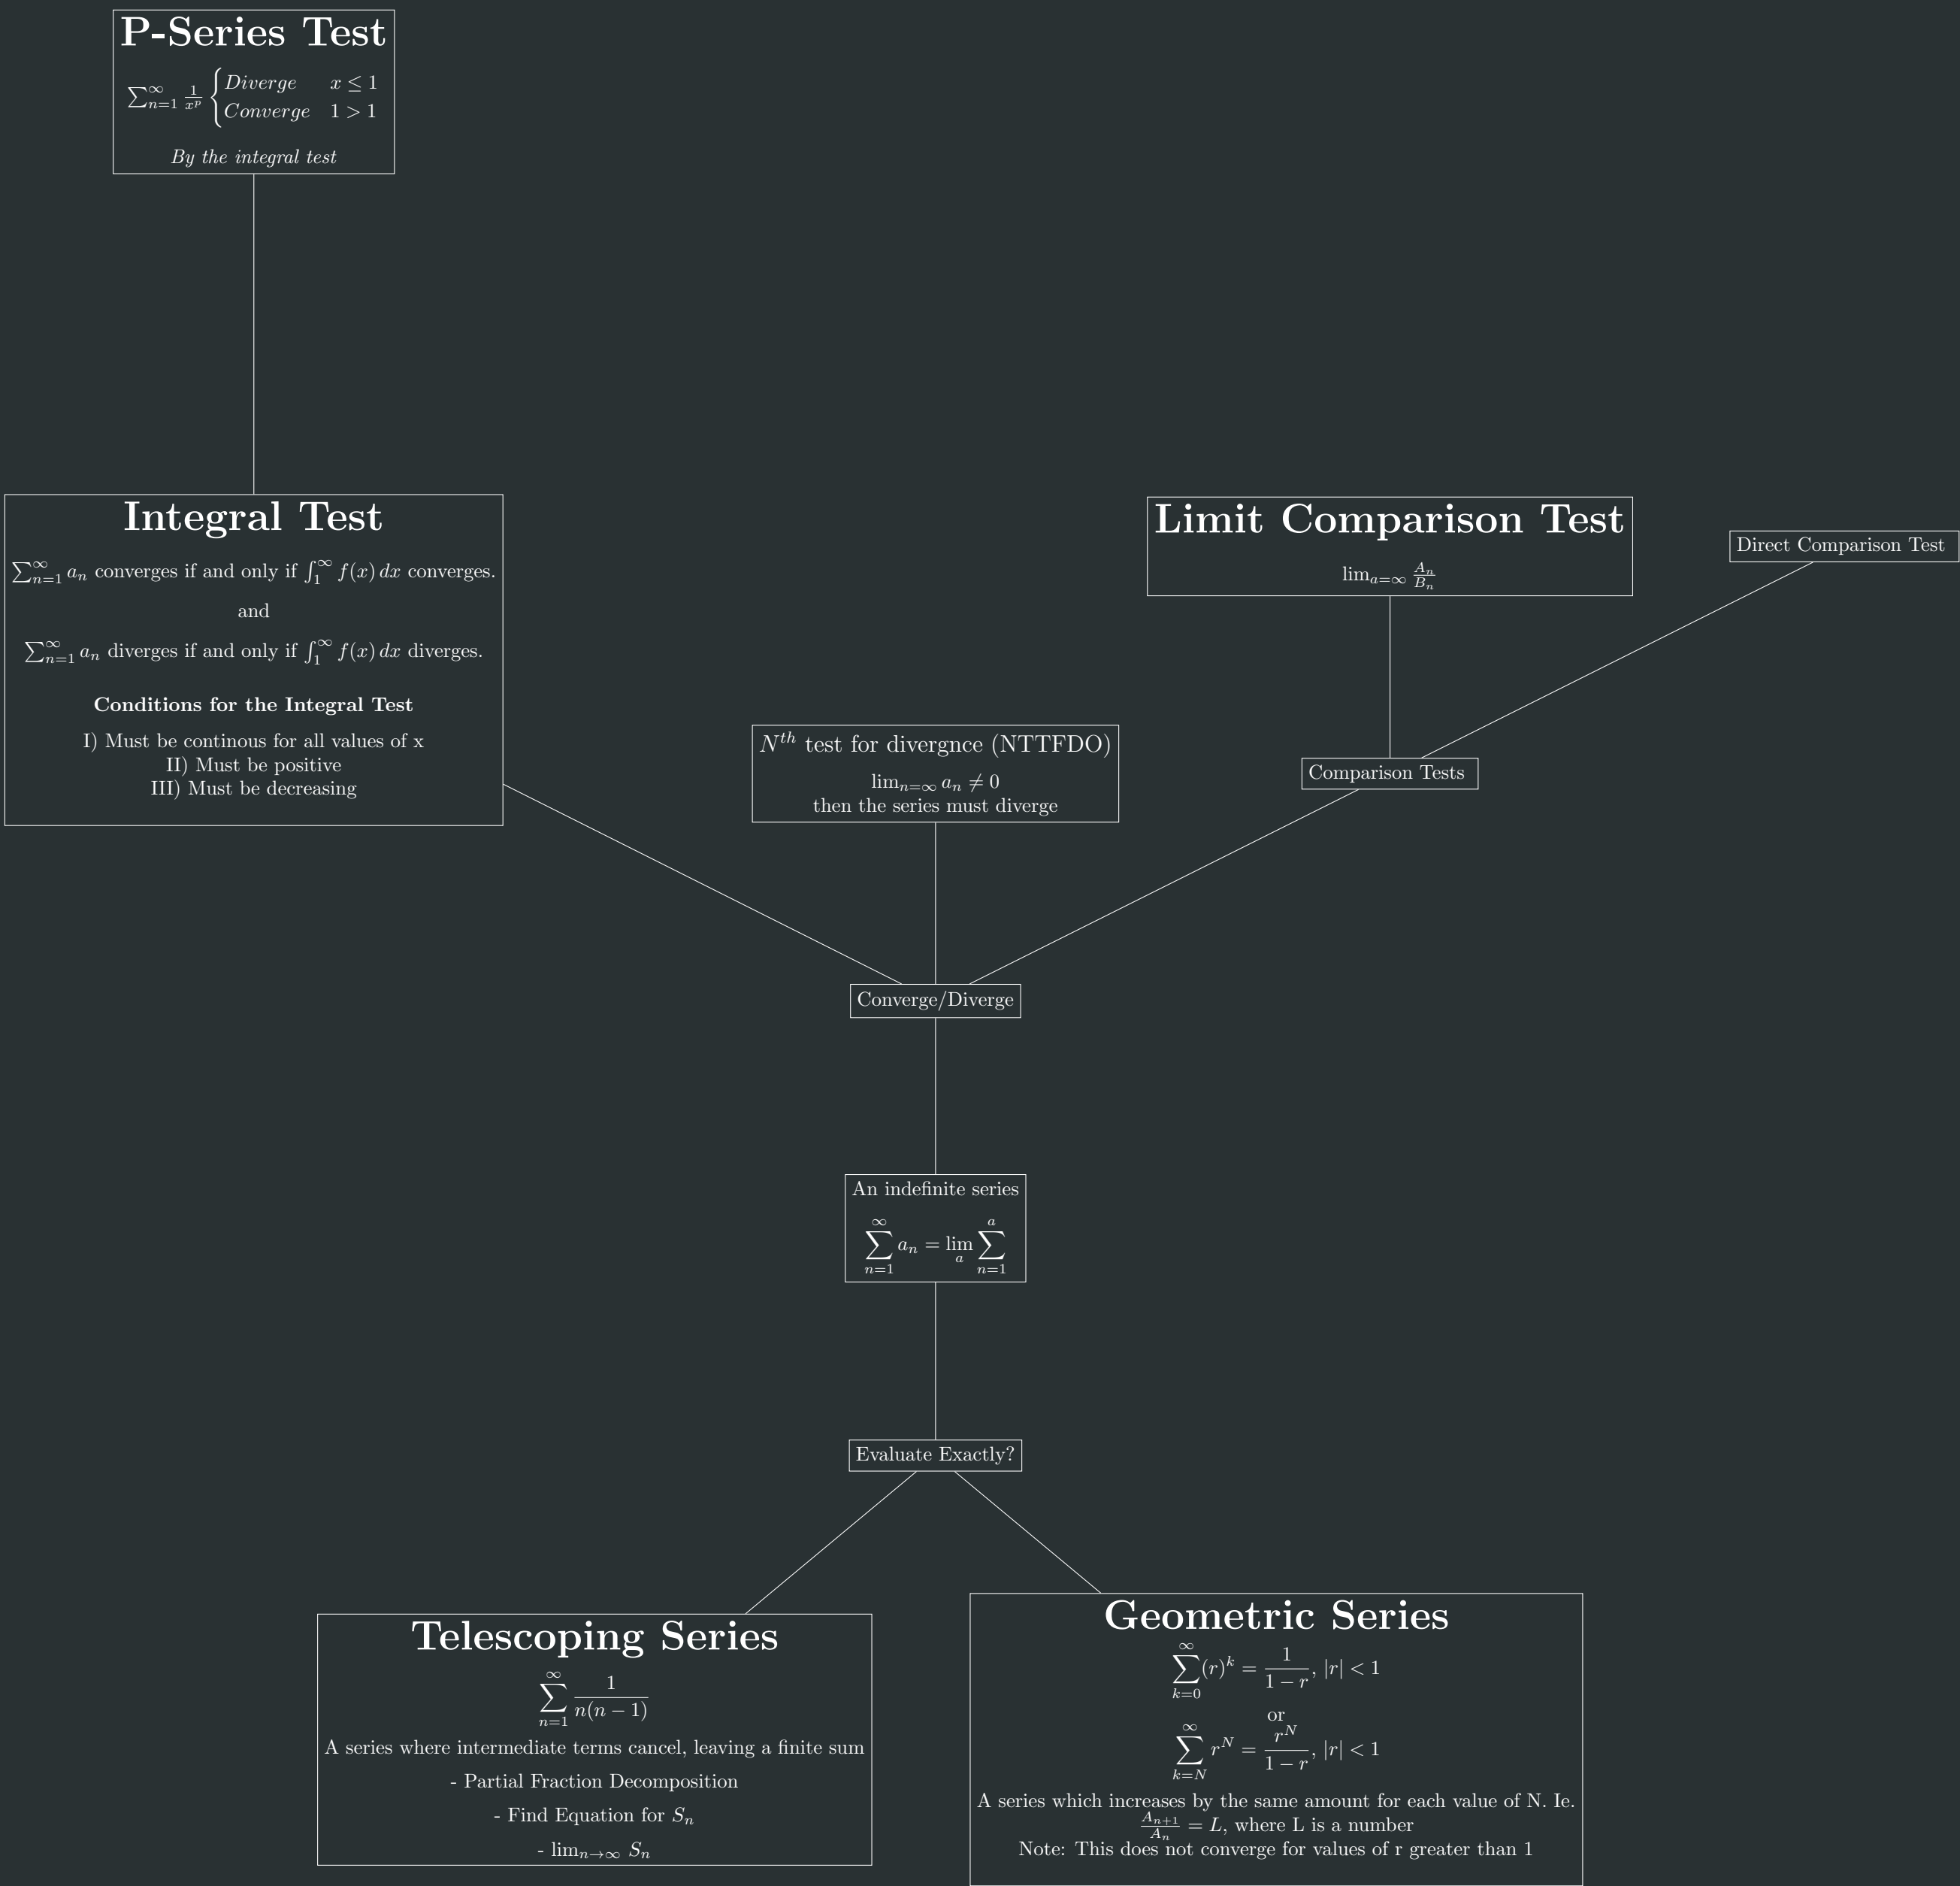 P-Series Test
∑_{n=1}^{∞} \frac{1}{x^p} { Diverge x ≤ 1
Converge 1 > 1
By the integral test
Integral Test
∑_{n=1}^{∞} a_n converges if and only if ∫_1^∞ f(x) dx converges.
and
∑_{n=1}^{∞} a_n diverges if and only if ∫_1^∞ f(x) dx diverges.
Conditions for the Integral Test
I) Must be continous for all values of x
II) Must be positive
III) Must be decreasing
Limit Comparison Test
lim_{a=∞} \frac{A_n}{B_n}
Direct Comparison Test
N^{th} test for divergnce (NTTFDO)
lim_{n=∞} a_n ≠ 0
then the series must diverge
Comparison Tests
Converge/Diverge
An indefinite series
∑_{n=1}^{∞} a_n = lim_a ∑_{n=1}^{a}
Evaluate Exactly?
Telescoping Series
∑_{n=1}^{∞} \frac{1}{n(n − 1)}
A series where intermediate terms cancel, leaving a finite sum
- Partial Fraction Decomposition
- Find Equation for S_n
- lim_{n→∞} S_n
Geometric Series
∑_{k=0}^{∞} (r)^k = \frac{1}{1 − r}, |r| < 1
or
∑_{k=N}^{∞} r^N = \frac{r^N}{1 − r}, |r| < 1
A series which increases by the same amount for each value of N. Ie.
\frac{A_{n+1}}{A_n} = L, where L is a number
Note: This does not converge for values of r greater than 1